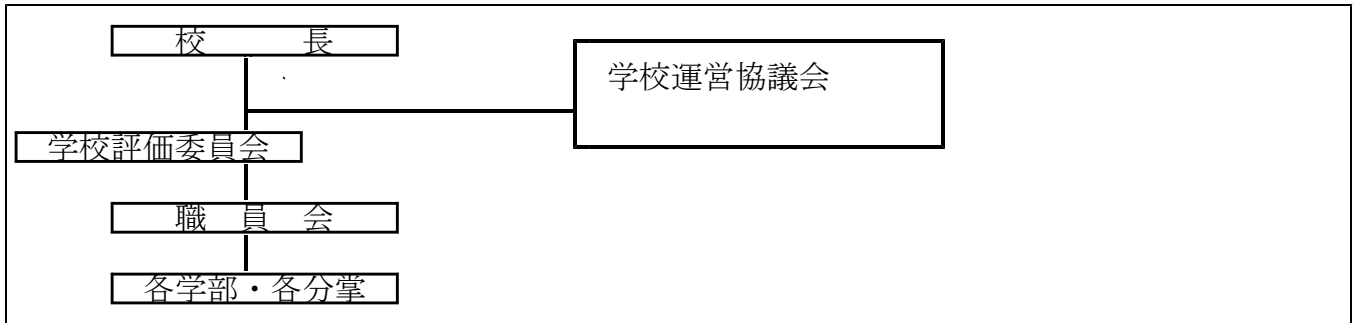 校　　　長
学校運営協議会
学校評価委員会
職　員　会
各学部・各分掌